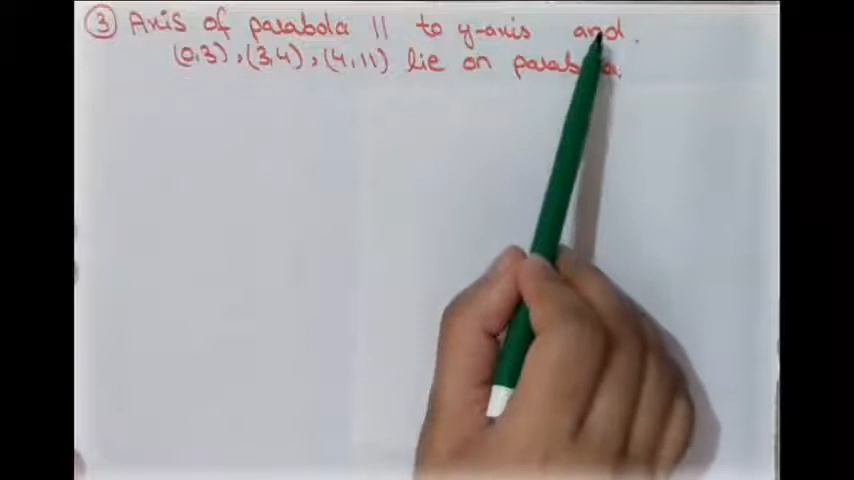 ③ Axis of parabola || to y-axis and.
(0,3), (3,4), (4,11) lie on parabola.